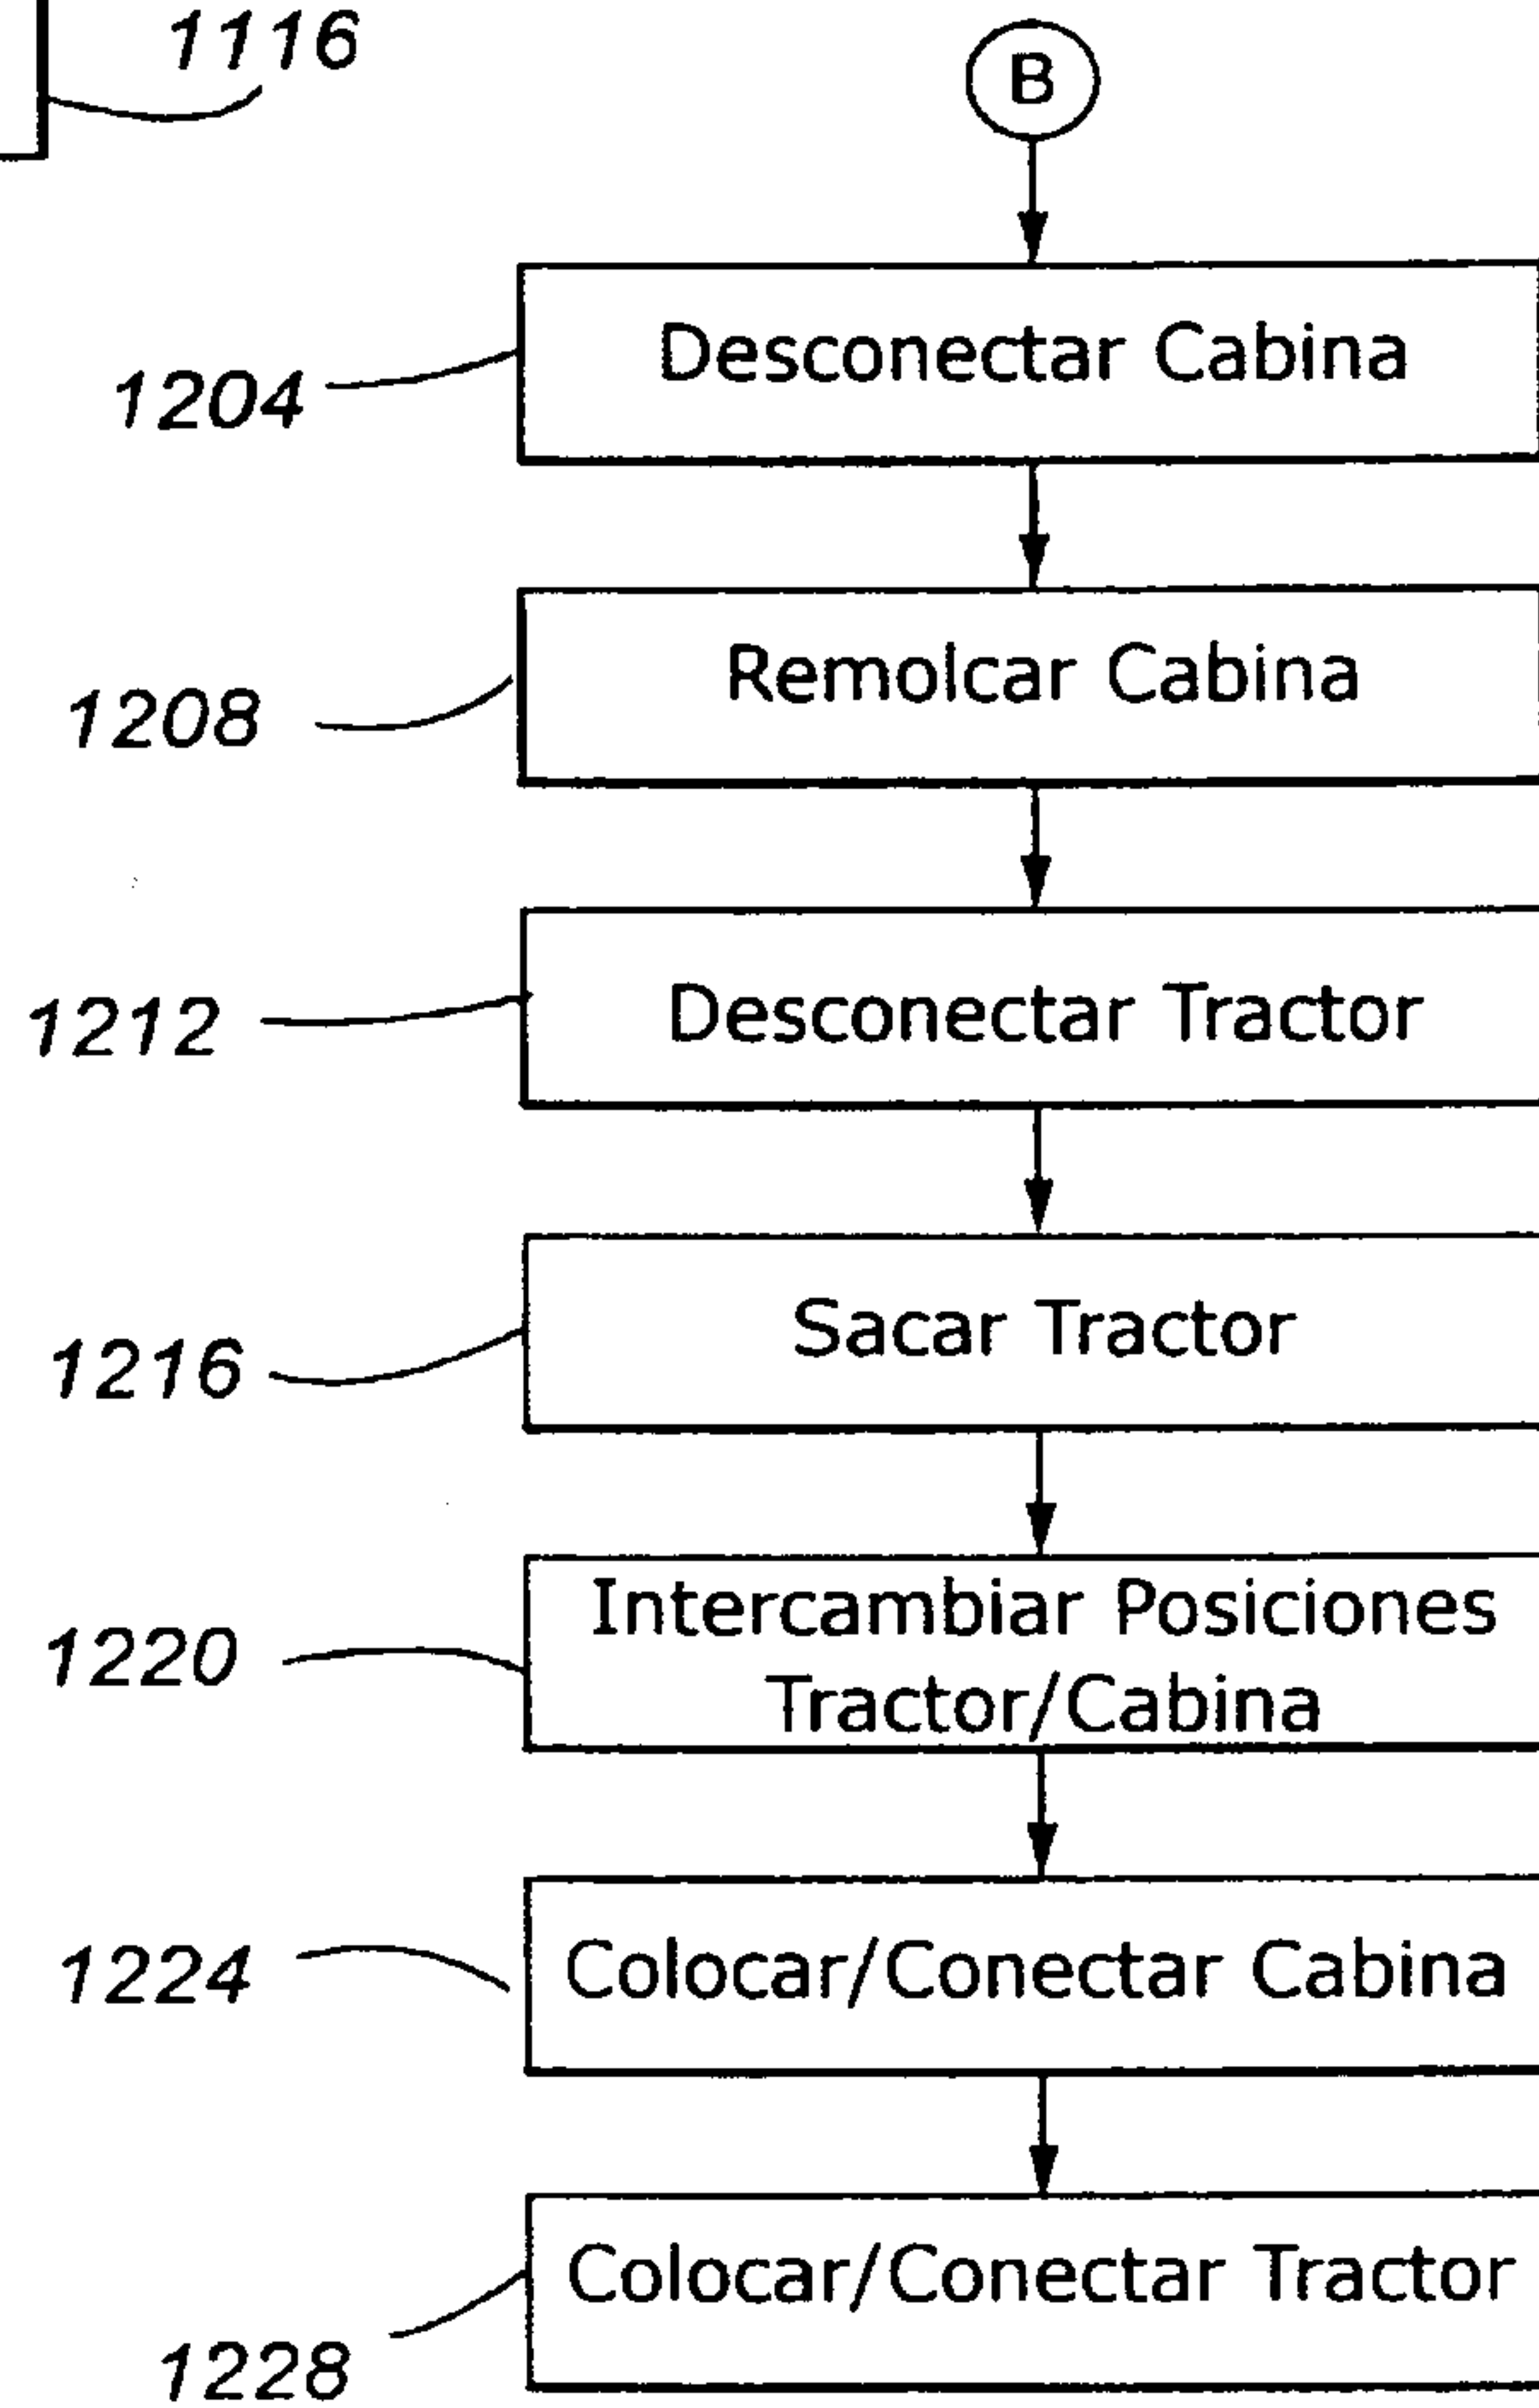 1116
B
Desconectar Cabina
1204
Remolcar Cabina
1208
Desconectar Tractor
1212
Sacar Tractor
1216
Intercambiar Posiciones
Tractor/Cabina
1220
Colocar/Conectar Cabina
1224
Colocar/Conectar Tractor
1228